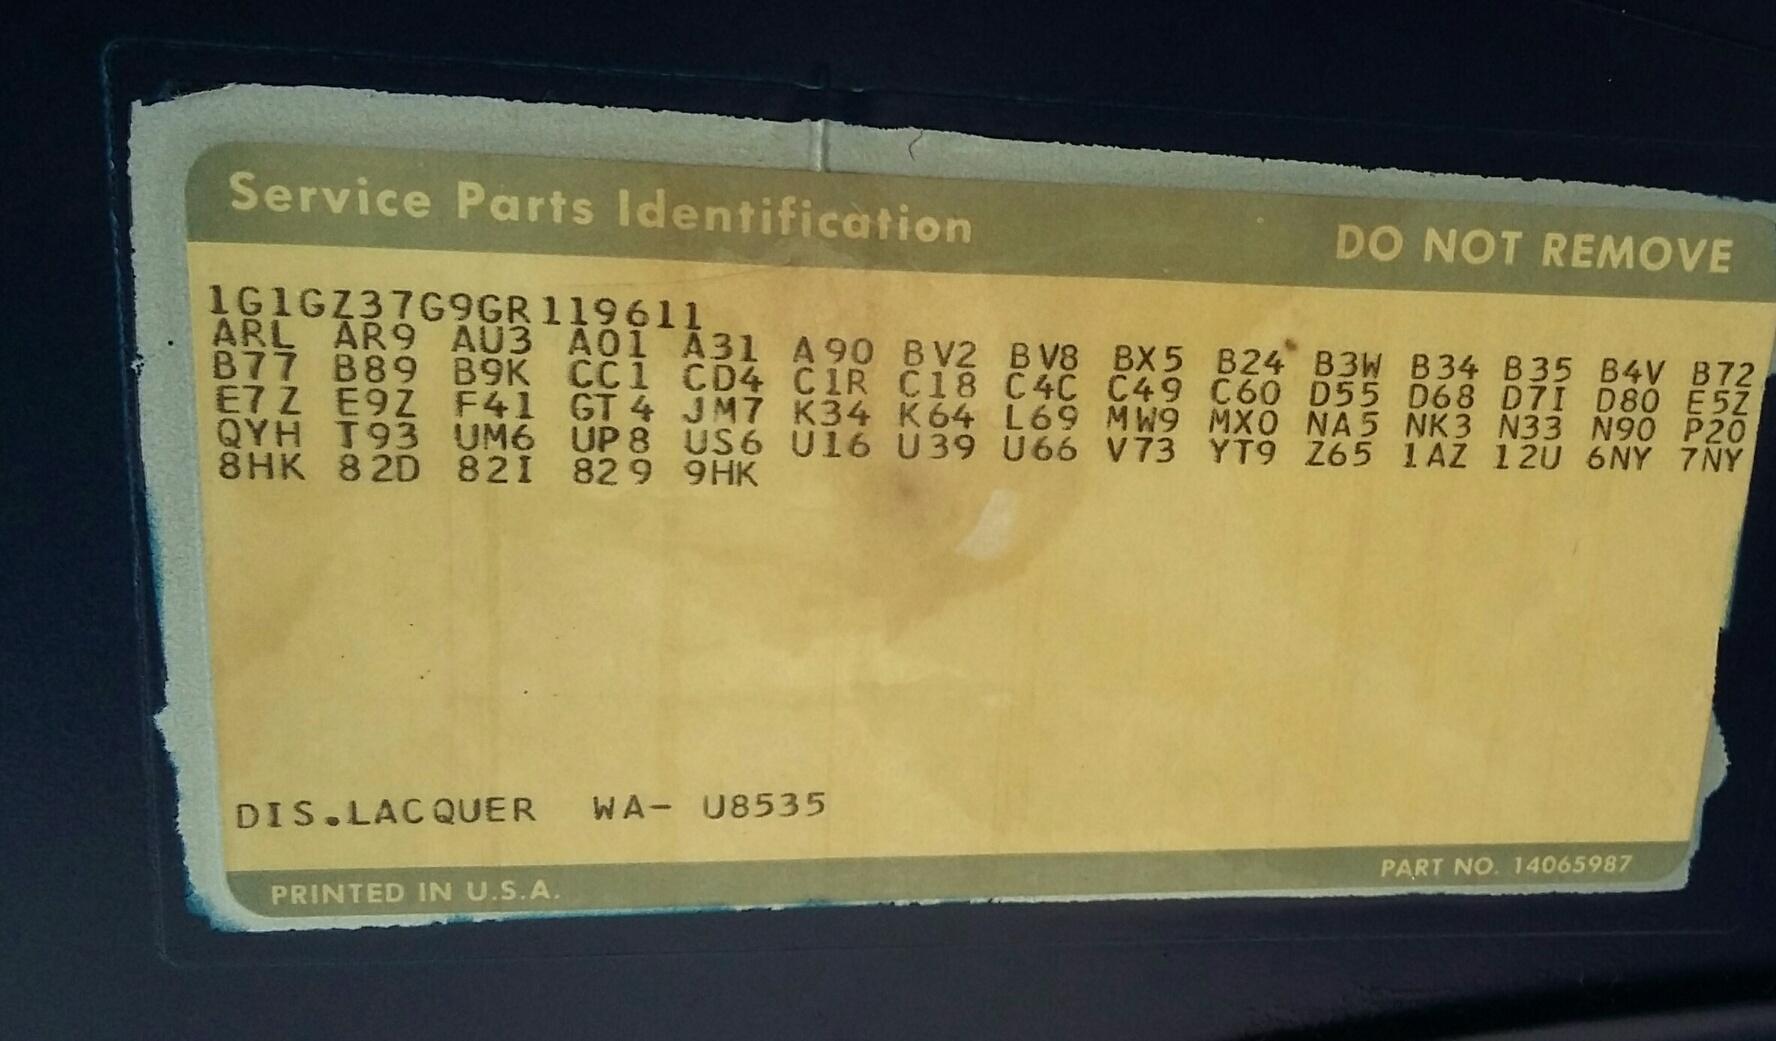 Service Parts Identification DO NOT REMOVE
1G1GZ37G9GR119611
ARL AR9 AU3 A01 A31 A90 BV2 BV8 BX5 B24 B3W B34 B35 B4V B72
B77 B89 B9K CC1 CD4 C1R C18 C4C C49 C60 D55 D68 D7I D80 E5Z
E7Z E9Z F41 GT4 JM7 K34 K64 L69 MW9 MX0 NA5 NK3 N33 N90 P20
QYH T93 UM6 UP8 US6 U16 U39 U66 V73 YT9 Z65 1AZ 12U 6NY 7NY
8HK 82D 82I 829 9HK
DIS.LACQUER WA- U8535
PRINTED IN U.S.A. PART NO. 14065987